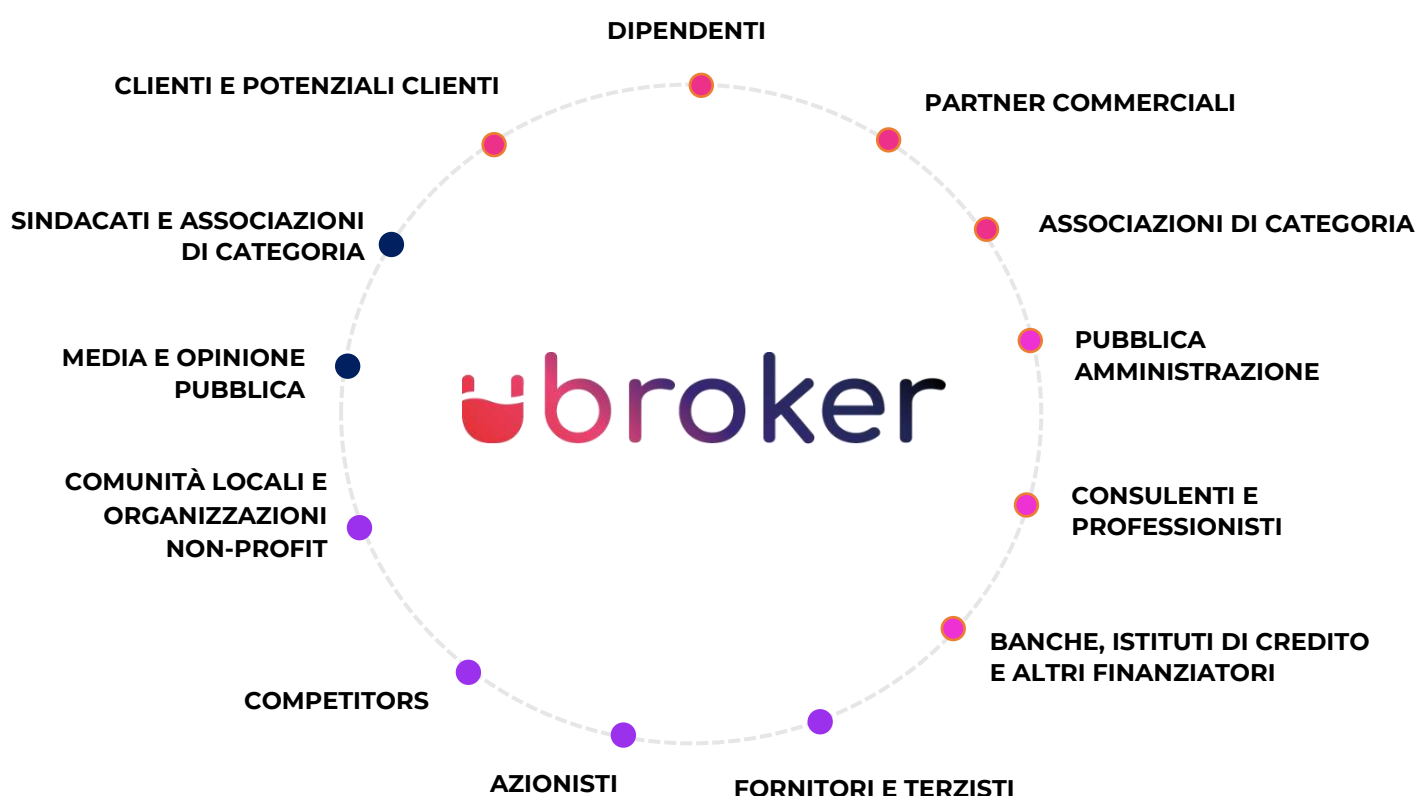 DIPENDENTI
CLIENTI E POTENZIALI CLIENTI
PARTNER COMMERCIALI
SINDACATI E ASSOCIAZIONI
DI CATEGORIA
ASSOCIAZIONI DI CATEGORIA
MEDIA E OPINIONE
PUBBLICA
PUBBLICA
AMMINISTRAZIONE
ubroker
COMUNITÀ LOCALI E
ORGANIZZAZIONI
NON-PROFIT
CONSULENTI E
PROFESSIONISTI
BANCHE, ISTITUTI DI CREDITO
E ALTRI FINANZIATORI
COMPETITORS
AZIONISTI
FORNITORI E TERZISTI